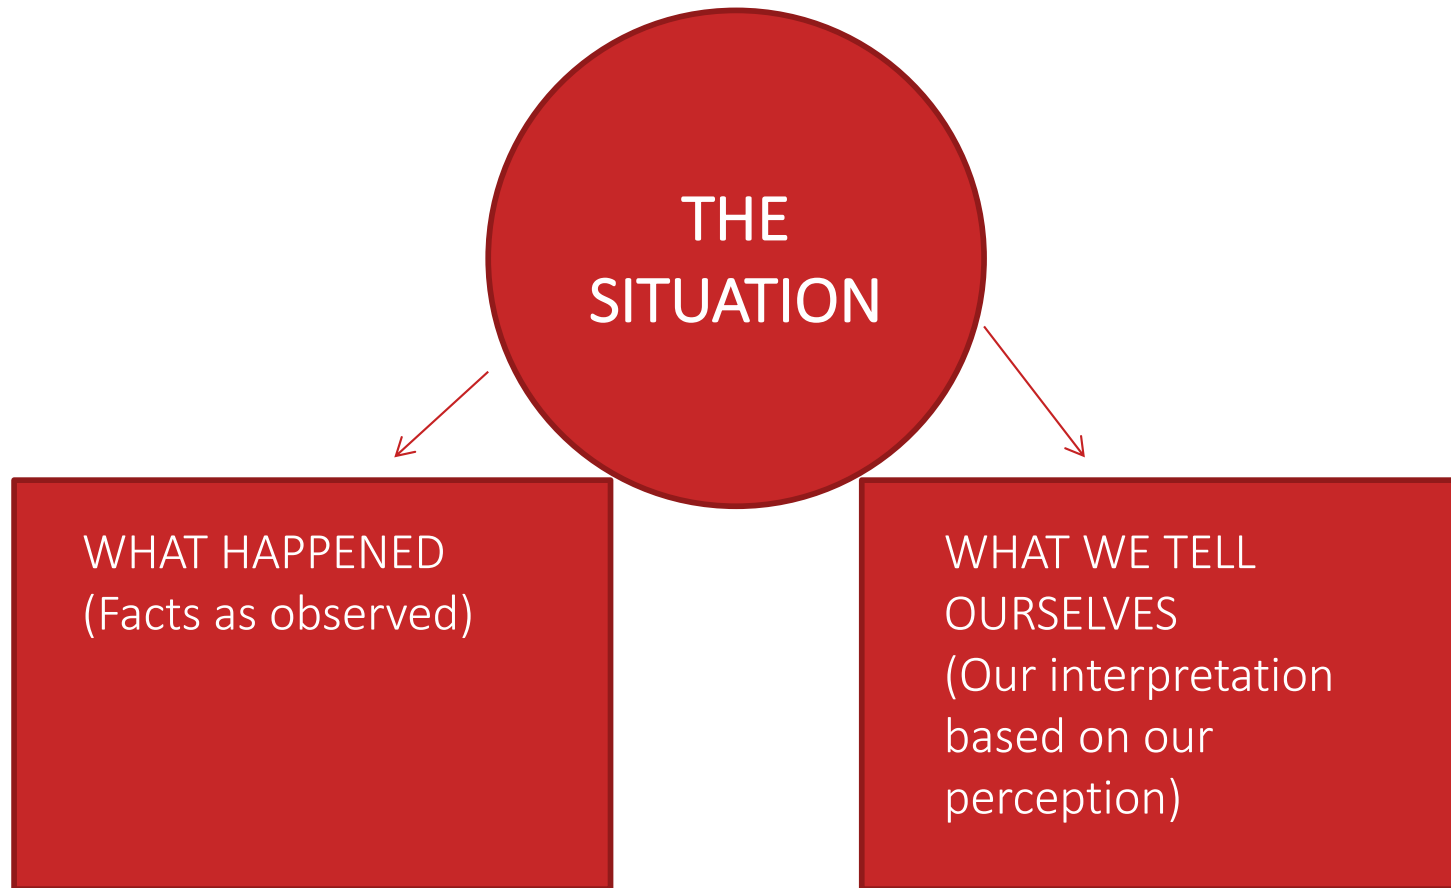 THE
SITUATION
WHAT HAPPENED
(Facts as observed)
WHAT WE TELL
OURSELVES
(Our interpretation
based on our
perception)